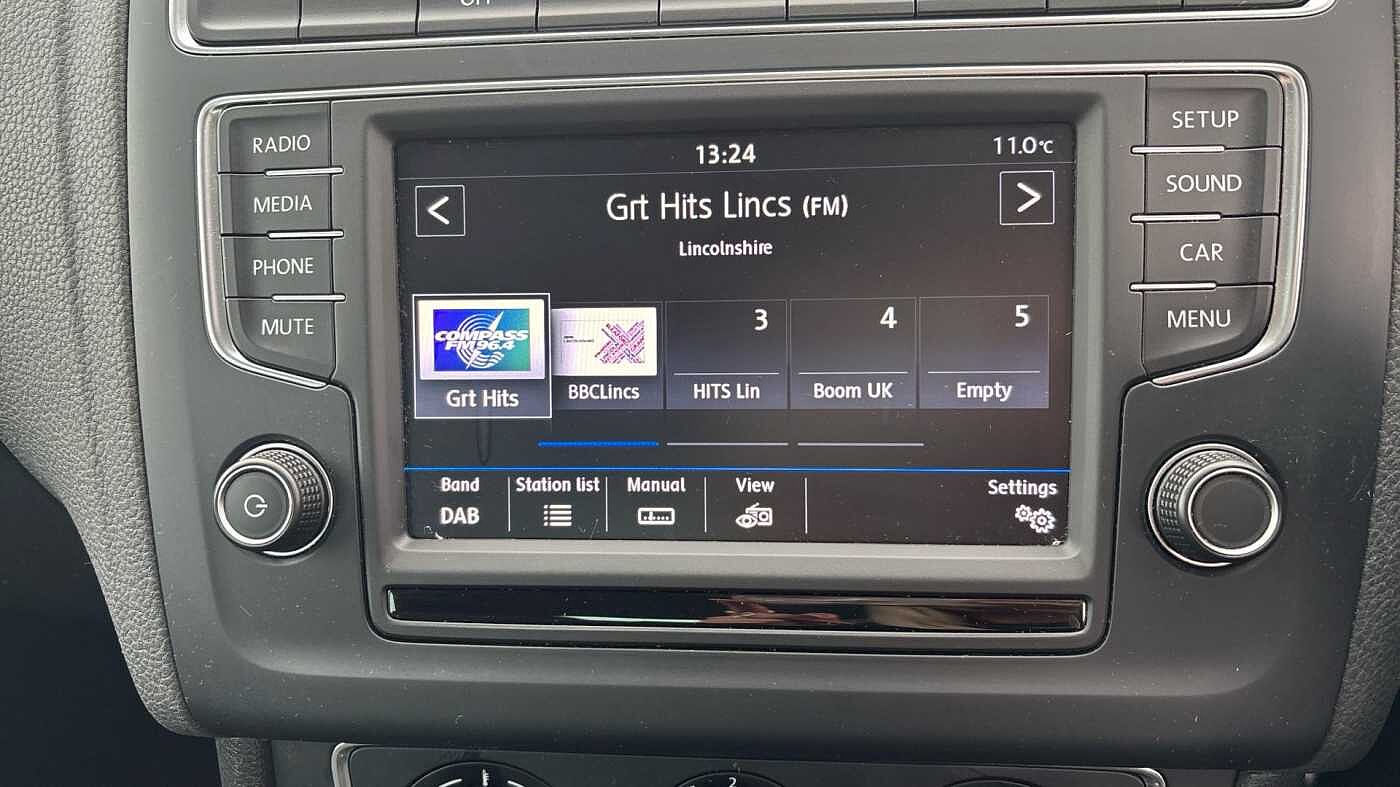 OFF
RADIO
MEDIA
PHONE
MUTE
13:24
11.0°C
<
Grt Hits Lincs (FM)
>
Lincolnshire
COMPASS
FM 96.4
Grt Hits
BBCLincs
3
HITS Lin
4
Boom UK
5
Empty
Band
DAB
Station list
Manual
View
Settings
SETUP
SOUND
CAR
MENU
2